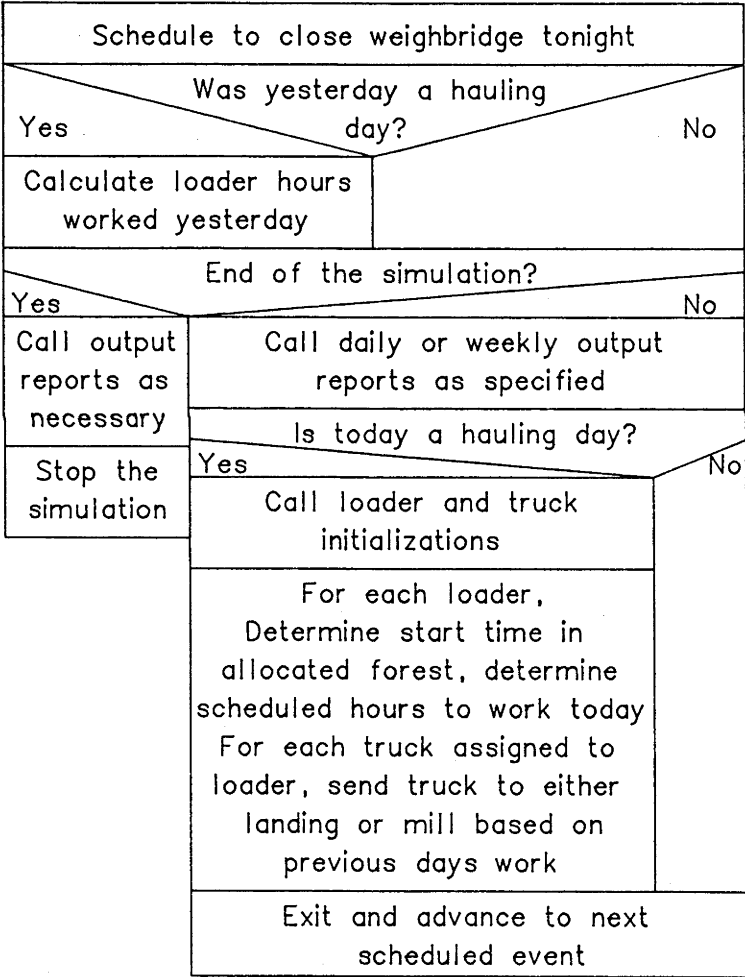 Schedule to close weighbridge tonight
Was yesterday a hauling
Yes day? No
Calculate loader hours
worked yesterday
End of the simulation?
Yes No
Call output
reports as
necessary
Stop the
simulation
Call daily or weekly output
reports as specified
Is today a hauling day?
Yes No
Call loader and truck
initializations
For each loader,
Determine start time in
allocated forest, determine
scheduled hours to work today
For each truck assigned to
loader, send truck to either
landing or mill based on
previous days work
Exit and advance to next
scheduled event